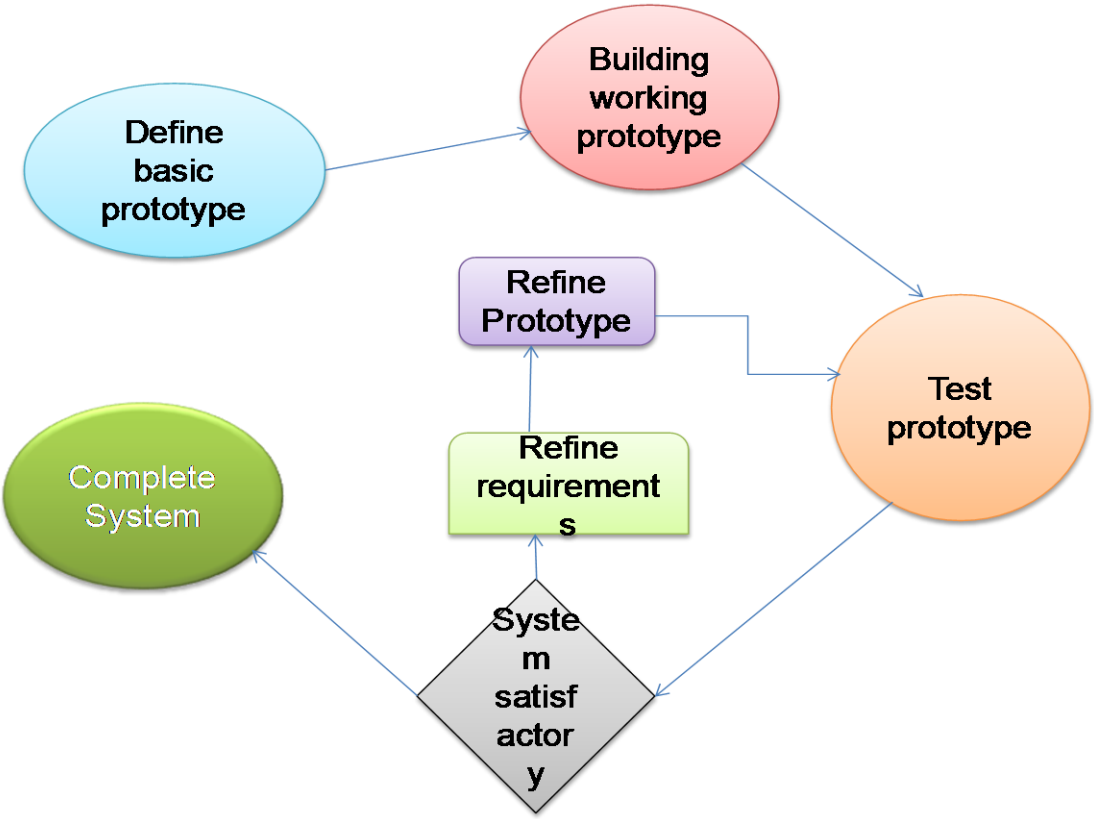 Define
basic
prototype
Building
working
prototype
Refine
Prototype
Test
prototype
Refine
requirement
s
Complete
System
Syste
m
satisf
actor
y